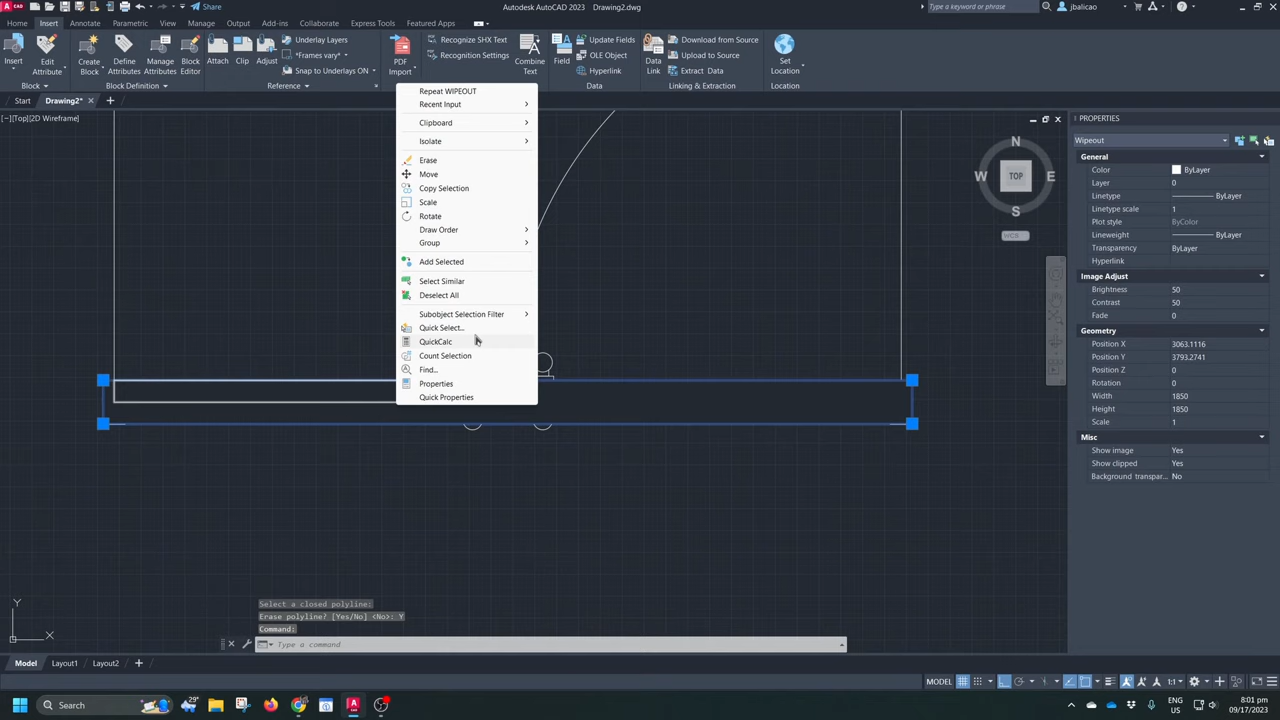 Share
Autodesk AutoCAD 2023 Drawing2.dwg
Type a keyword or phrase
jbalicao
Home Insert Annotate Parametric View Manage Output Add-ins Collaborate Express Tools Featured Apps
Insert
Edit
Attribute
Create
Block
Define
Attributes
Manage
Attributes
Block
Editor
Attach
Clip
Adjust
Underlay Layers
*Frames vary*
Snap to Underlays ON
PDF
Import
Recognize SHX Text
Recognition Settings
Combine
Text
Field
Update Fields
OLE Object
Hyperlink
Data
Link
Download from Source
Upload to Source
Extract Data
Set
Location
Block
Block Definition
Reference
Data
Linking & Extraction
Location
Start
Drawing2*
[−][Top][2D Wireframe]
Repeat WIPEOUT
Recent Input
Clipboard
Isolate
Erase
Move
Copy Selection
Scale
Rotate
Draw Order
Group
Add Selected
Select Similar
Deselect All
Subobject Selection Filter
Quick Select...
QuickCalc
Count Selection
Find...
Properties
Quick Properties
N
W
TOP
E
S
WCS
PROPERTIES
Wipeout
General
Color ByLayer
Layer 0
Linetype ByLayer
Linetype scale 1
Plot style ByColor
Lineweight ByLayer
Transparency ByLayer
Hyperlink
Image Adjust
Brightness 50
Contrast 50
Fade 0
Geometry
Position X 3063.1116
Position Y 3793.2741
Position Z 0
Rotation 0
Width 1850
Height 1850
Scale 1
Misc
Show image Yes
Show clipped Yes
Background transpar... No
Y
X
Select a closed polyline:
Erase polyline? [Yes/No] <No>: Y
Command:
Type a command
Model Layout1 Layout2
MODEL
1:1
Search
29°
ENG
US
8:01 pm
09/17/2023